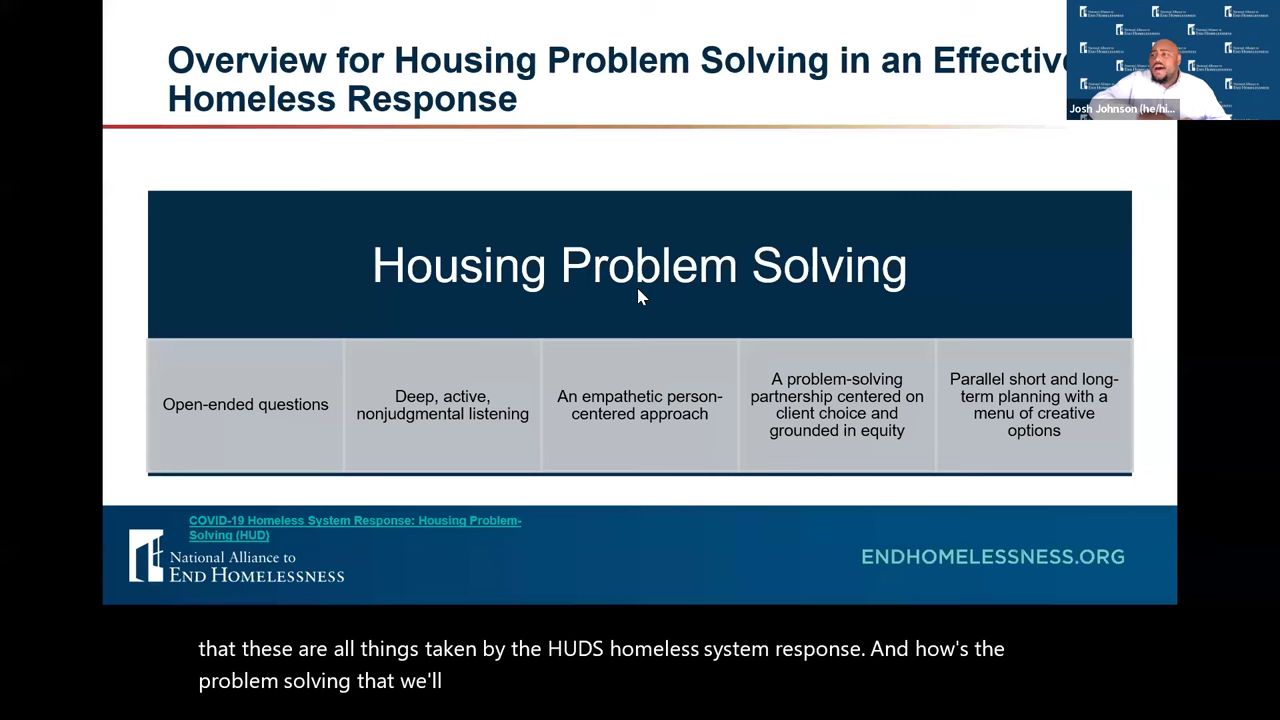 Overview for Housing Problem Solving in an Effective
Homeless Response
Josh Johnson (he/hi...
Housing Problem Solving
Open-ended questions
Deep, active,
nonjudgmental listening
An empathetic person-
centered approach
A problem-solving
partnership centered on
client choice and
grounded in equity
Parallel short and long-
term planning with a
menu of creative
options
COVID-19 Homeless System Response: Housing Problem-
Solving (HUD)
National Alliance to
END HOMELESSNESS
ENDHOMELESSNESS.ORG
that these are all things taken by the HUDS homeless system response. And how's the
problem solving that we'll